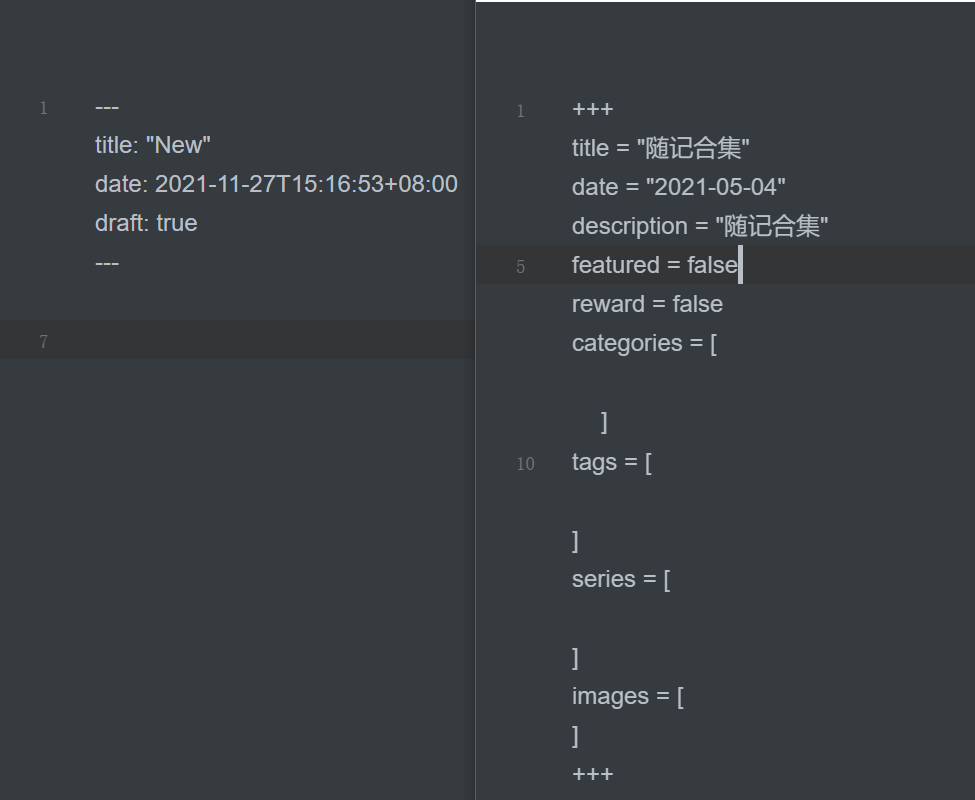 1
---
title: "New"
date: 2021-11-27T15:16:53+08:00
draft: true
---
7
1
+++
title = "随记合集"
date = "2021-05-04"
description = "随记合集"
5
featured = false
reward = false
categories = [
]
10
tags = [
]
series = [
]
images = [
]
+++